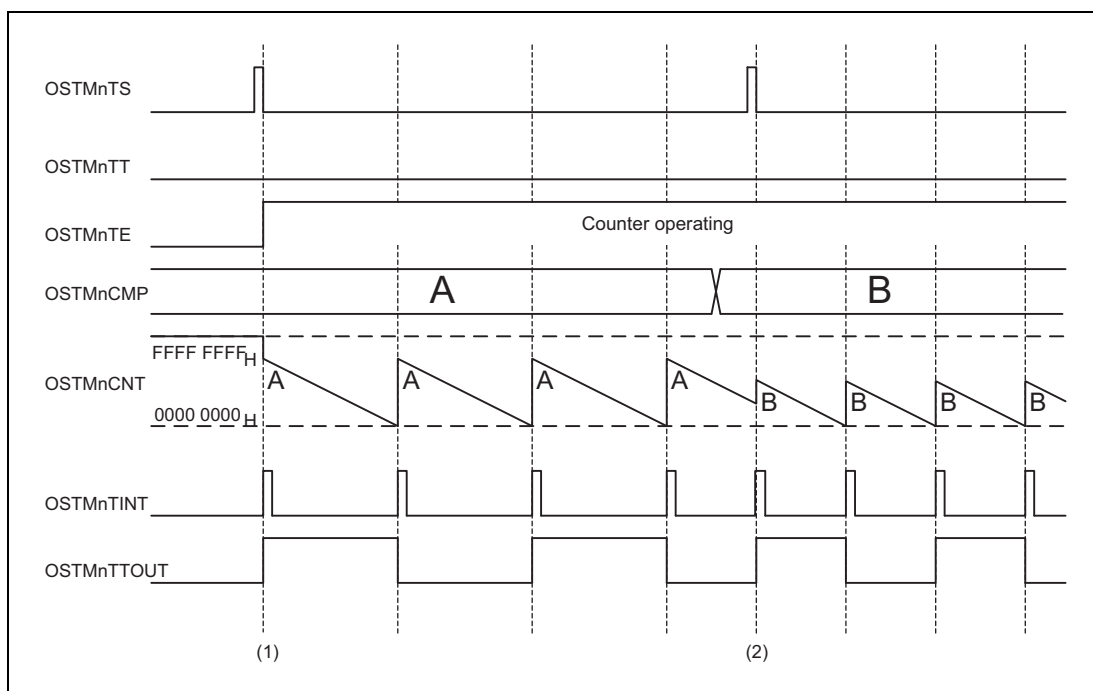 OSTMnTS
OSTMnTT
OSTMnTE
Counter operating
OSTMnCMP
A
B
FFFF FFFFH
OSTMnCNT
A
A
A
A
B
B
B
B
0000 0000H
OSTMnTINT
OSTMnTTOUT
(1)
(2)